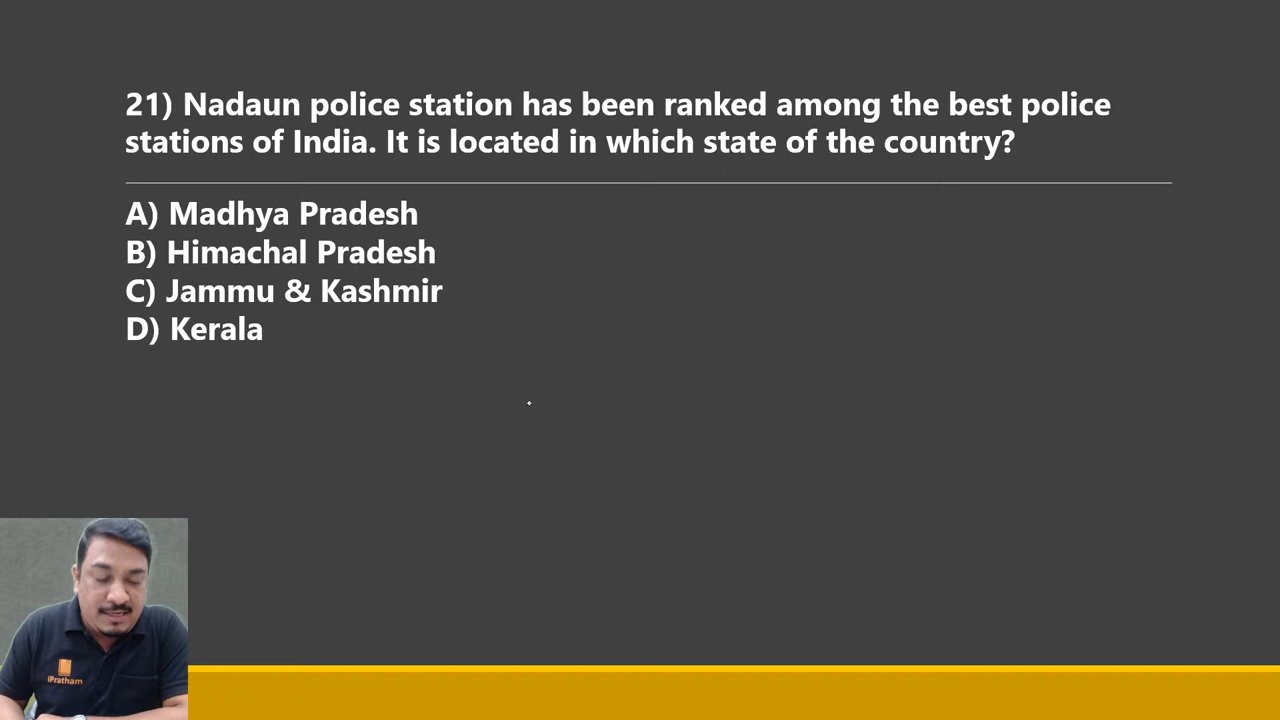 21) Nadaun police station has been ranked among the best police
stations of India. It is located in which state of the country?
A) Madhya Pradesh
B) Himachal Pradesh
C) Jammu & Kashmir
D) Kerala
iPratham